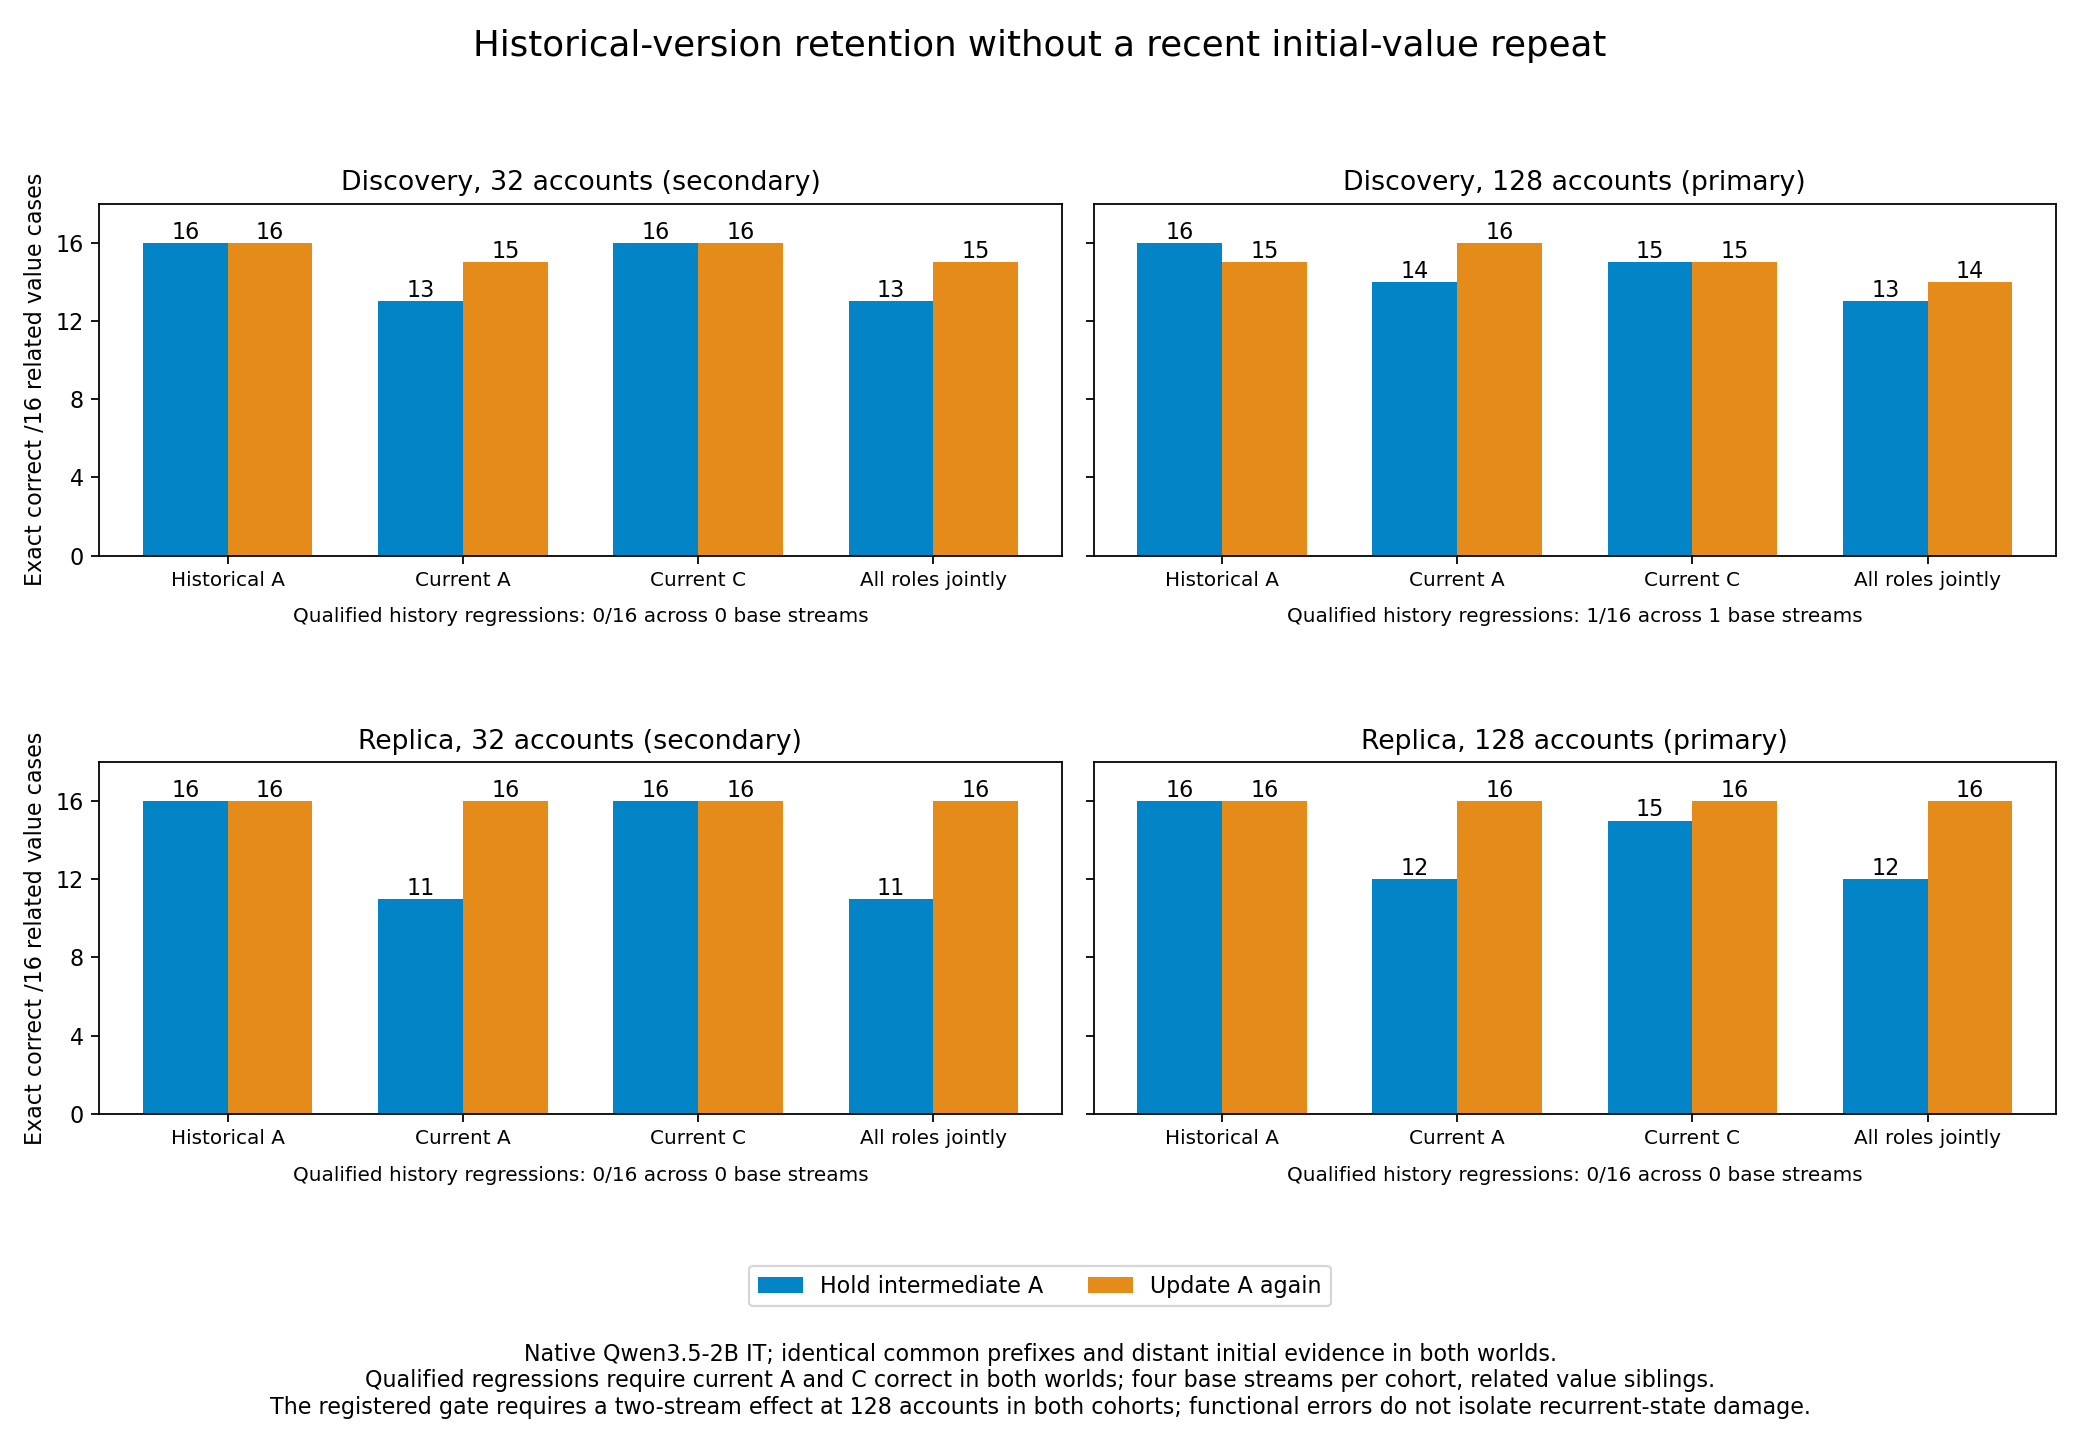 Historical-version retention without a recent initial-value repeat
Discovery, 32 accounts (secondary)
Exact correct /16 related value cases
16
12
8
4
0
16 16 13 15 16 16 13 15
Historical A Current A Current C All roles jointly
Qualified history regressions: 0/16 across 0 base streams
Discovery, 128 accounts (primary)
16 15 14 16 15 15 13 14
Historical A Current A Current C All roles jointly
Qualified history regressions: 1/16 across 1 base streams
Replica, 32 accounts (secondary)
Exact correct /16 related value cases
16
12
8
4
0
16 16 11 16 16 16 11 16
Historical A Current A Current C All roles jointly
Qualified history regressions: 0/16 across 0 base streams
Replica, 128 accounts (primary)
16 16 12 16 15 16 12 16
Historical A Current A Current C All roles jointly
Qualified history regressions: 0/16 across 0 base streams
Hold intermediate A Update A again
Native Qwen3.5-2B IT; identical common prefixes and distant initial evidence in both worlds.
Qualified regressions require current A and C correct in both worlds; four base streams per cohort, related value siblings.
The registered gate requires a two-stream effect at 128 accounts in both cohorts; functional errors do not isolate recurrent-state damage.